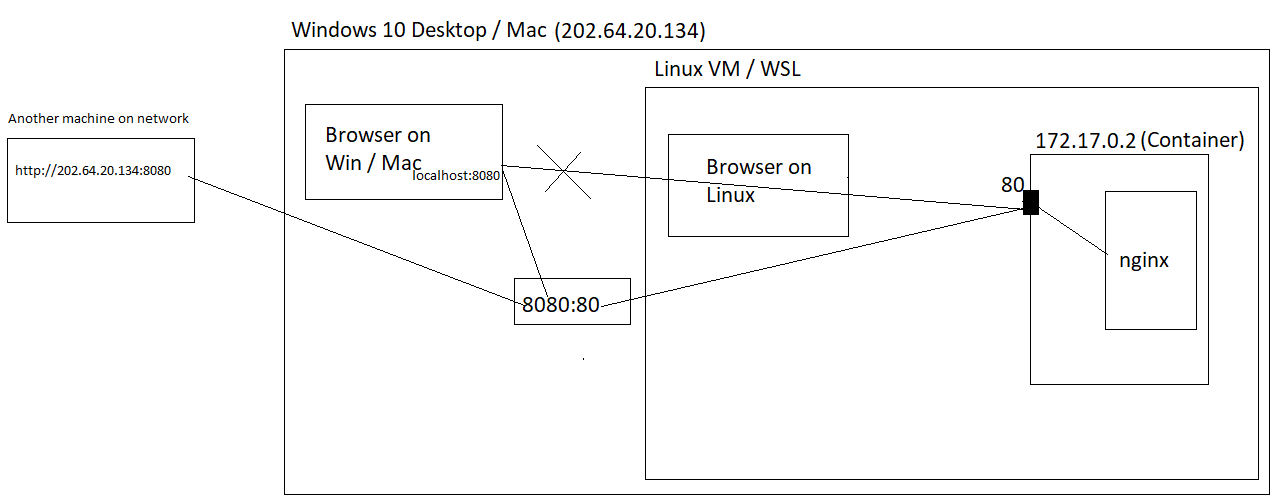 Windows 10 Desktop / Mac (202.64.20.134)
Linux VM / WSL
Another machine on network
http://202.64.20.134:8080
Browser on
Win / Mac
localhost:8080
Browser on
Linux
172.17.0.2 (Container)
80
nginx
8080:80